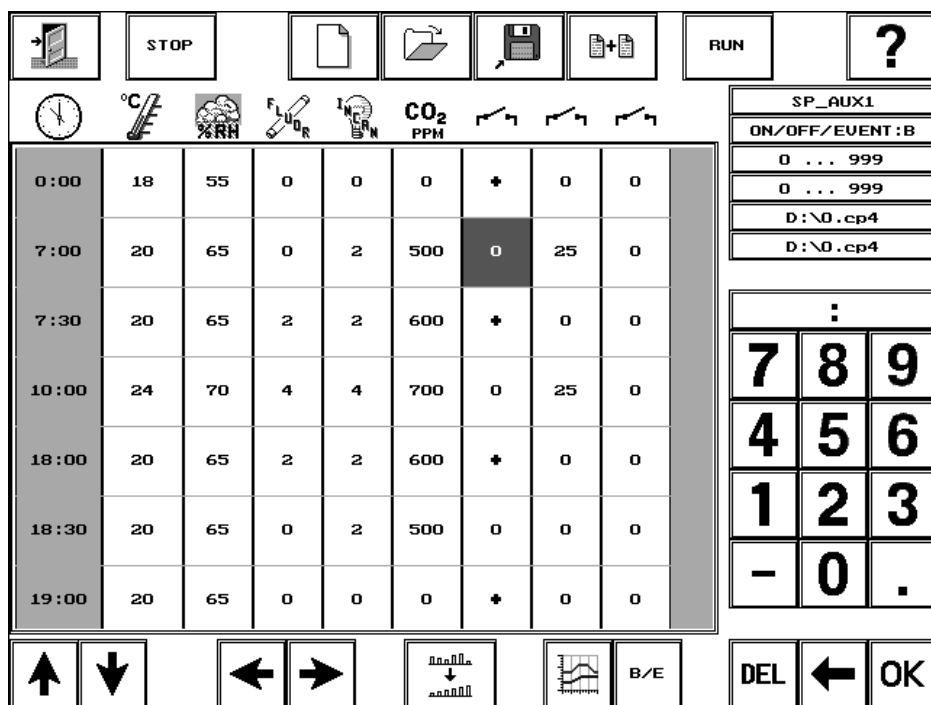 STOP RUN ?
°C %RH FLUOR INCAN CO₂ PPM
SP_AUX1
ON/OFF/EVENT:B
0 ... 999
0 ... 999
D:\0.cp4
D:\0.cp4
0:00 18 55 0 0 0 + 0 0
7:00 20 65 0 2 500 0 25 0
7:30 20 65 2 2 600 + 0 0
10:00 24 70 4 4 700 0 25 0
18:00 20 65 2 2 600 + 0 0
18:30 20 65 0 2 500 0 0 0
19:00 20 65 0 0 0 + 0 0
:
7 8 9
4 5 6
1 2 3
- 0 .
B/E DEL OK